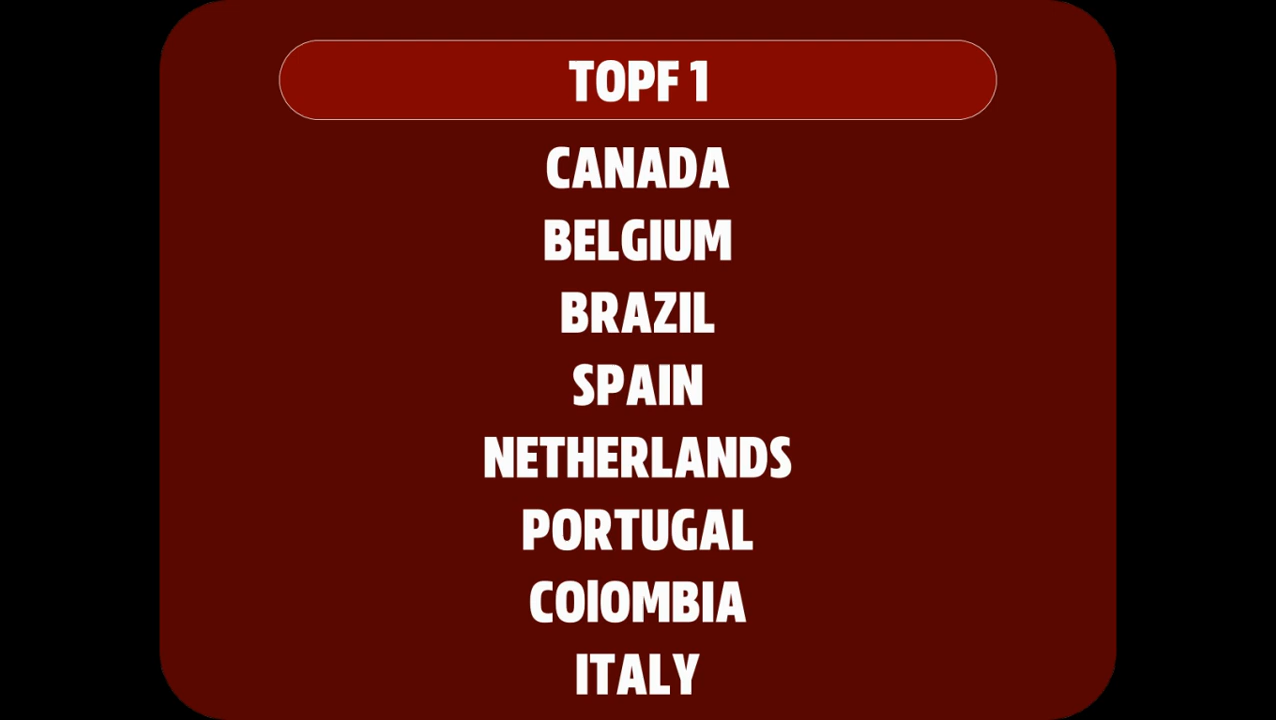 TOPF 1
CANADA
BELGIUM
BRAZIL
SPAIN
NETHERLANDS
PORTUGAL
COlOMBIA
ITALY